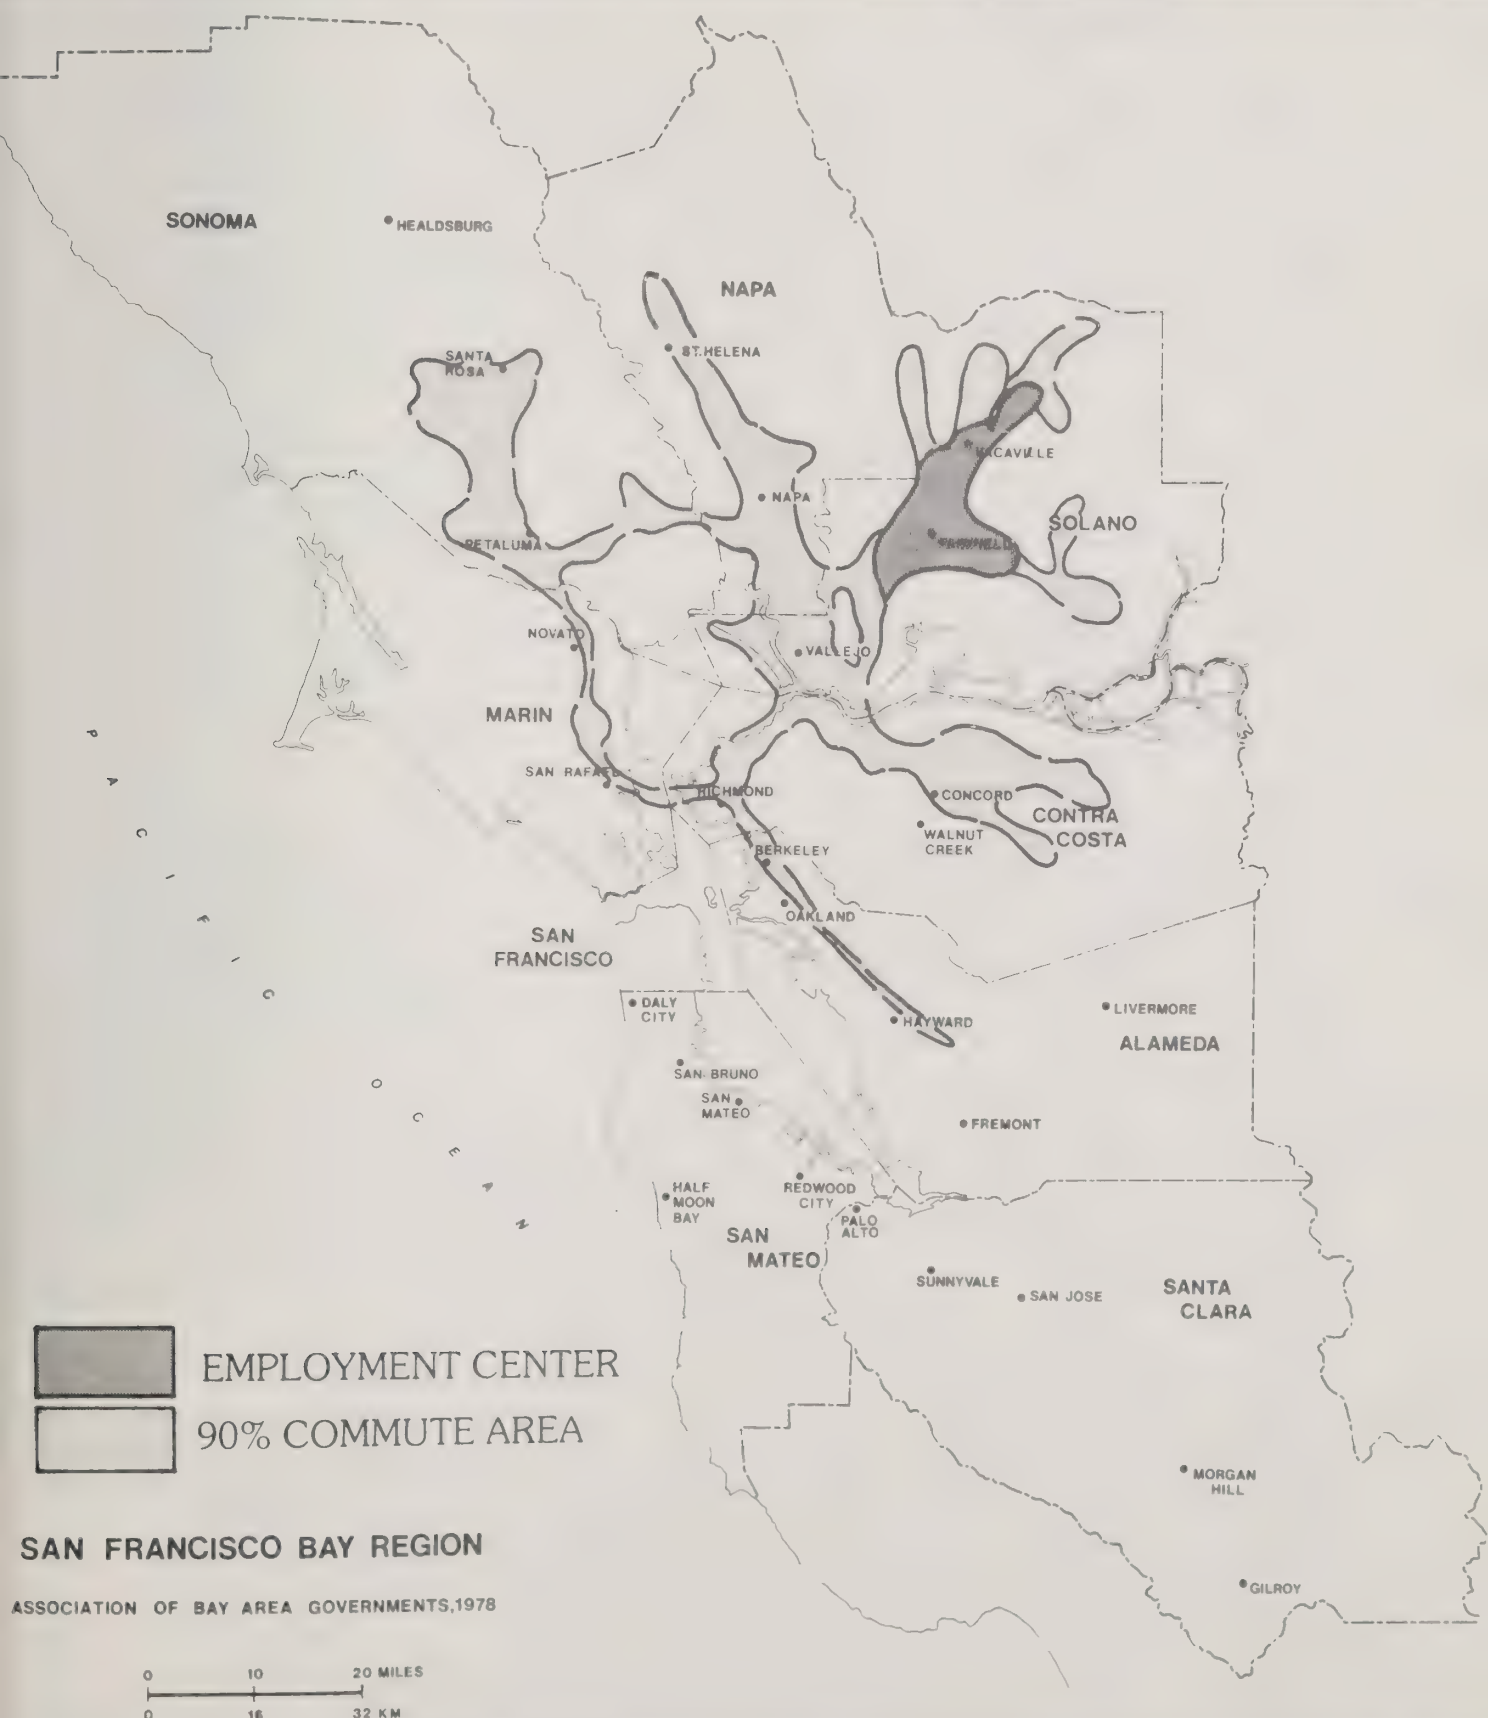 SONOMA
HEALDSBURG
NAPA
SANTA
ROSA
ST. HELENA
VACAVILLE
NAPA
SOLANO
FAIRFIELD
PETALUMA
NOVATO
VALLEJO
MARIN
SAN RAFAEL
RICHMOND
CONCORD
CONTRA
COSTA
WALNUT
CREEK
BERKELEY
OAKLAND
SAN
FRANCISCO
PACIFIC OCEAN
DALY
CITY
HAYWARD
LIVERMORE
ALAMEDA
SAN BRUNO
SAN
MATEO
FREMONT
HALF
MOON
BAY
REDWOOD
CITY
PALO
ALTO
SAN
MATEO
SUNNYVALE
SAN JOSE
SANTA
CLARA
EMPLOYMENT CENTER
90% COMMUTE AREA
MORGAN
HILL
GILROY
SAN FRANCISCO BAY REGION
ASSOCIATION OF BAY AREA GOVERNMENTS,1978
0 10 20 MILES
0 16 32 KM